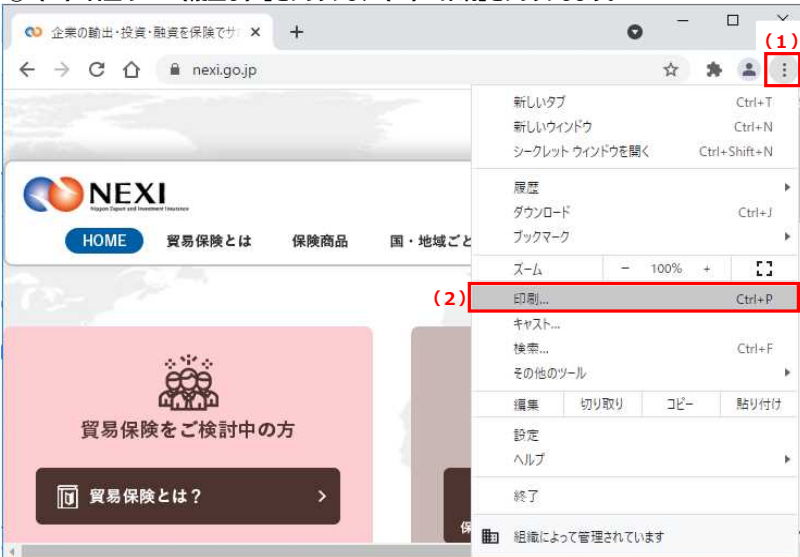 企業の輸出・投資・融資を保険でサ
(1)
nexi.go.jp
新しいタブ Ctrl+T
新しいウィンドウ Ctrl+N
シークレット ウィンドウを開く Ctrl+Shift+N
履歴
ダウンロード Ctrl+J
ブックマーク
ズーム - 100% +
(2)
印刷... Ctrl+P
キャスト...
検索... Ctrl+F
その他のツール
編集 切り取り コピー 貼り付け
設定
ヘルプ
終了
組織によって管理されています
NEXI
Nippon Export and Investment Insurance
HOME 貿易保険とは 保険商品 国・地域ごと
貿易保険をご検討中の方
貿易保険とは？
保